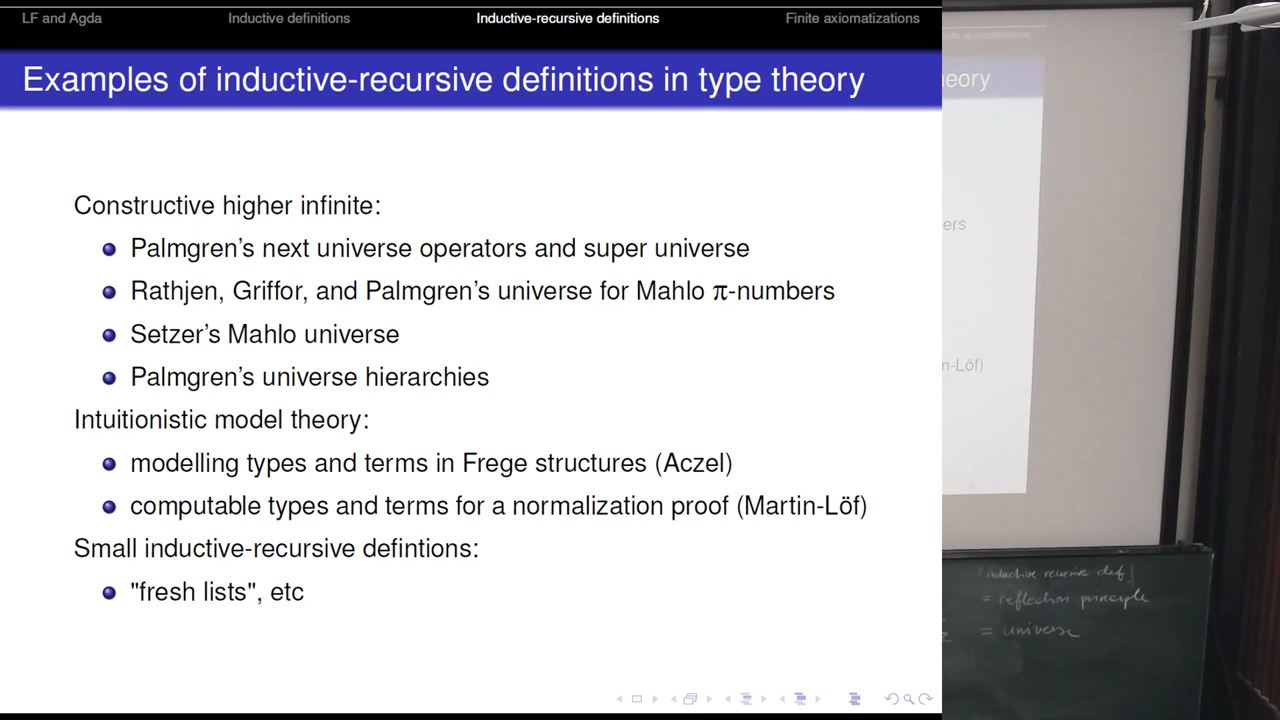 LF and Agda Inductive definitions Inductive-recursive definitions Finite axiomatizations
Examples of inductive-recursive definitions in type theory
Constructive higher infinite:
Palmgren's next universe operators and super universe
Rathjen, Griffor, and Palmgren's universe for Mahlo π-numbers
Setzer's Mahlo universe
Palmgren's universe hierarchies
Intuitionistic model theory:
modelling types and terms in Frege structures (Aczel)
computable types and terms for a normalization proof (Martin-Löf)
Small inductive-recursive defintions:
"fresh lists", etc
eory
ers
n-Löf)
inductive recursive def
= reflection principle
= universe